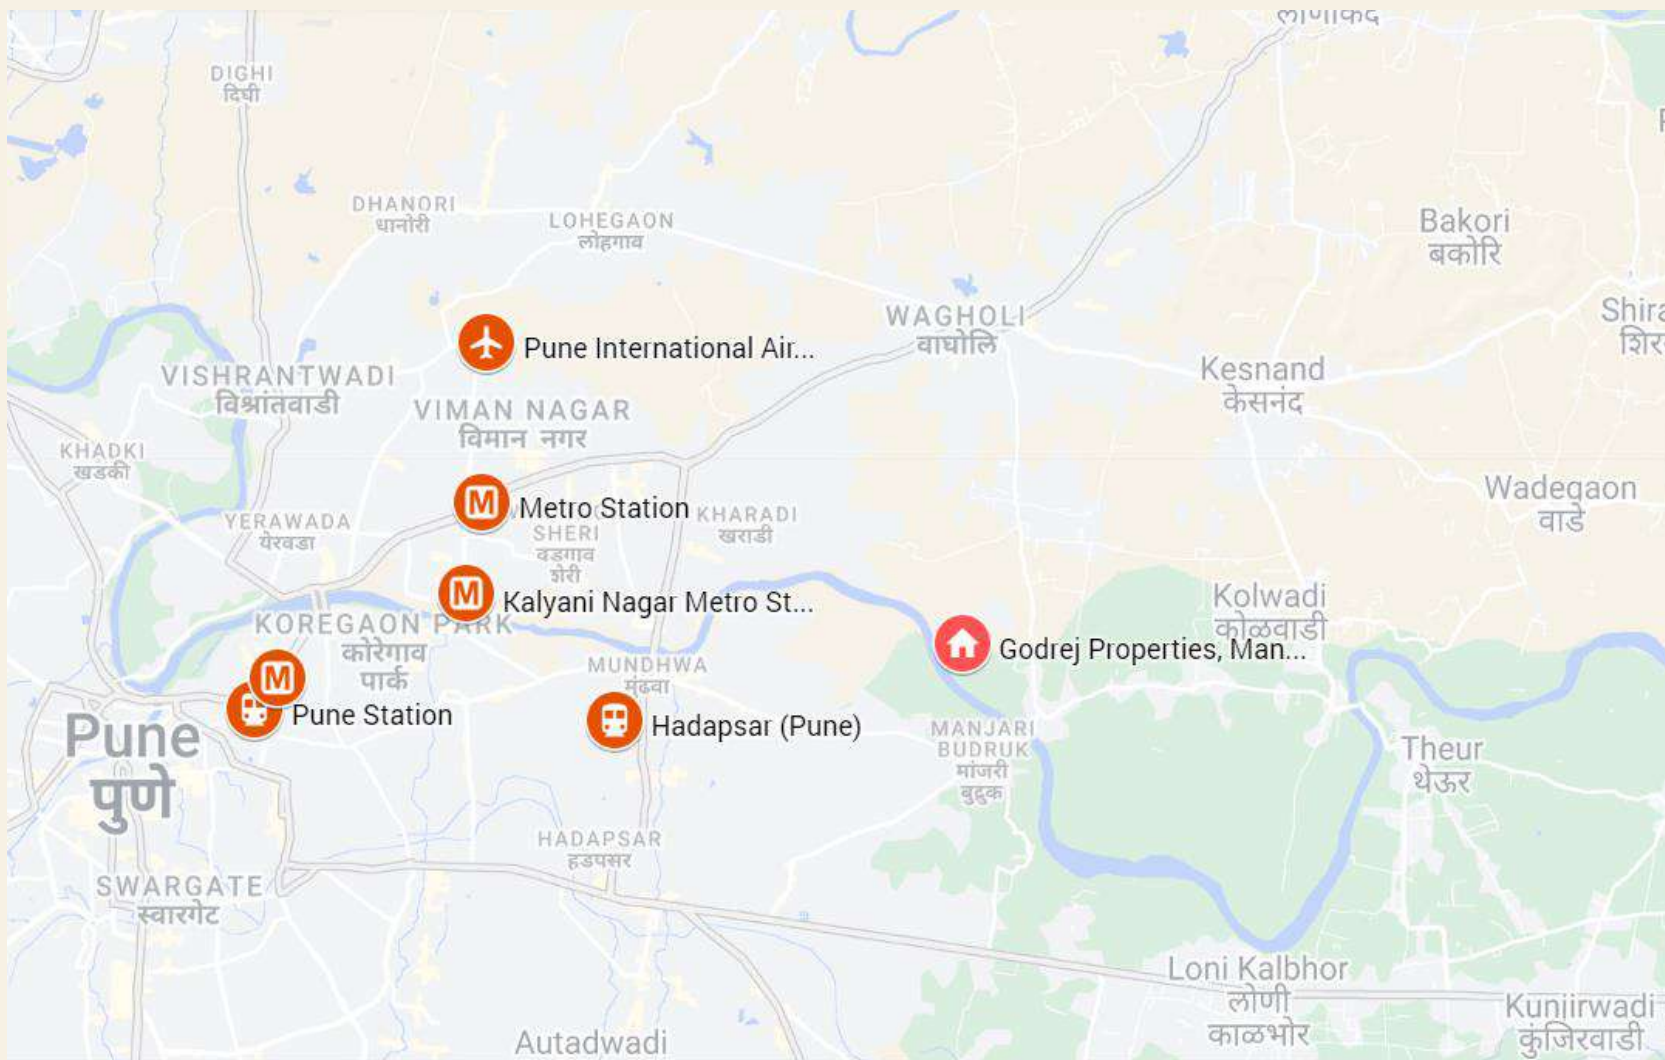 लोणीकंद
DIGHI
दिघी
DHANORI
धानोरी
LOHEGAON
लोहगाव
Bakori
बकोरि
WAGHOLI
वाघोलि
Pune International Air...
Kesnand
केसनंद
VISHRANTWADI
विश्रांतवाडी
VIMAN NAGAR
विमान नगर
KHADKI
खडकी
Wadegaon
वाडे
Metro Station
YERAWADA
येरवडा
SHERI
वडगाव
शेरी
KHARADI
खराडी
Kalyani Nagar Metro St...
Kolwadi
कोळवाडी
KOREGAON PARK
कोरेगाव
पार्क
Godrej Properties, Man...
MUNDHWA
मुंढवा
Pune Station
Hadapsar (Pune)
Pune
पुणे
MANJARI
BUDRUK
मांजरी
बुद्रुक
Theur
थेऊर
HADAPSAR
हडपसर
SWARGATE
स्वारगेट
Loni Kalbhor
लोणी
काळभोर
Kunjirwadi
कुंजिरवाडी
Autadwadi